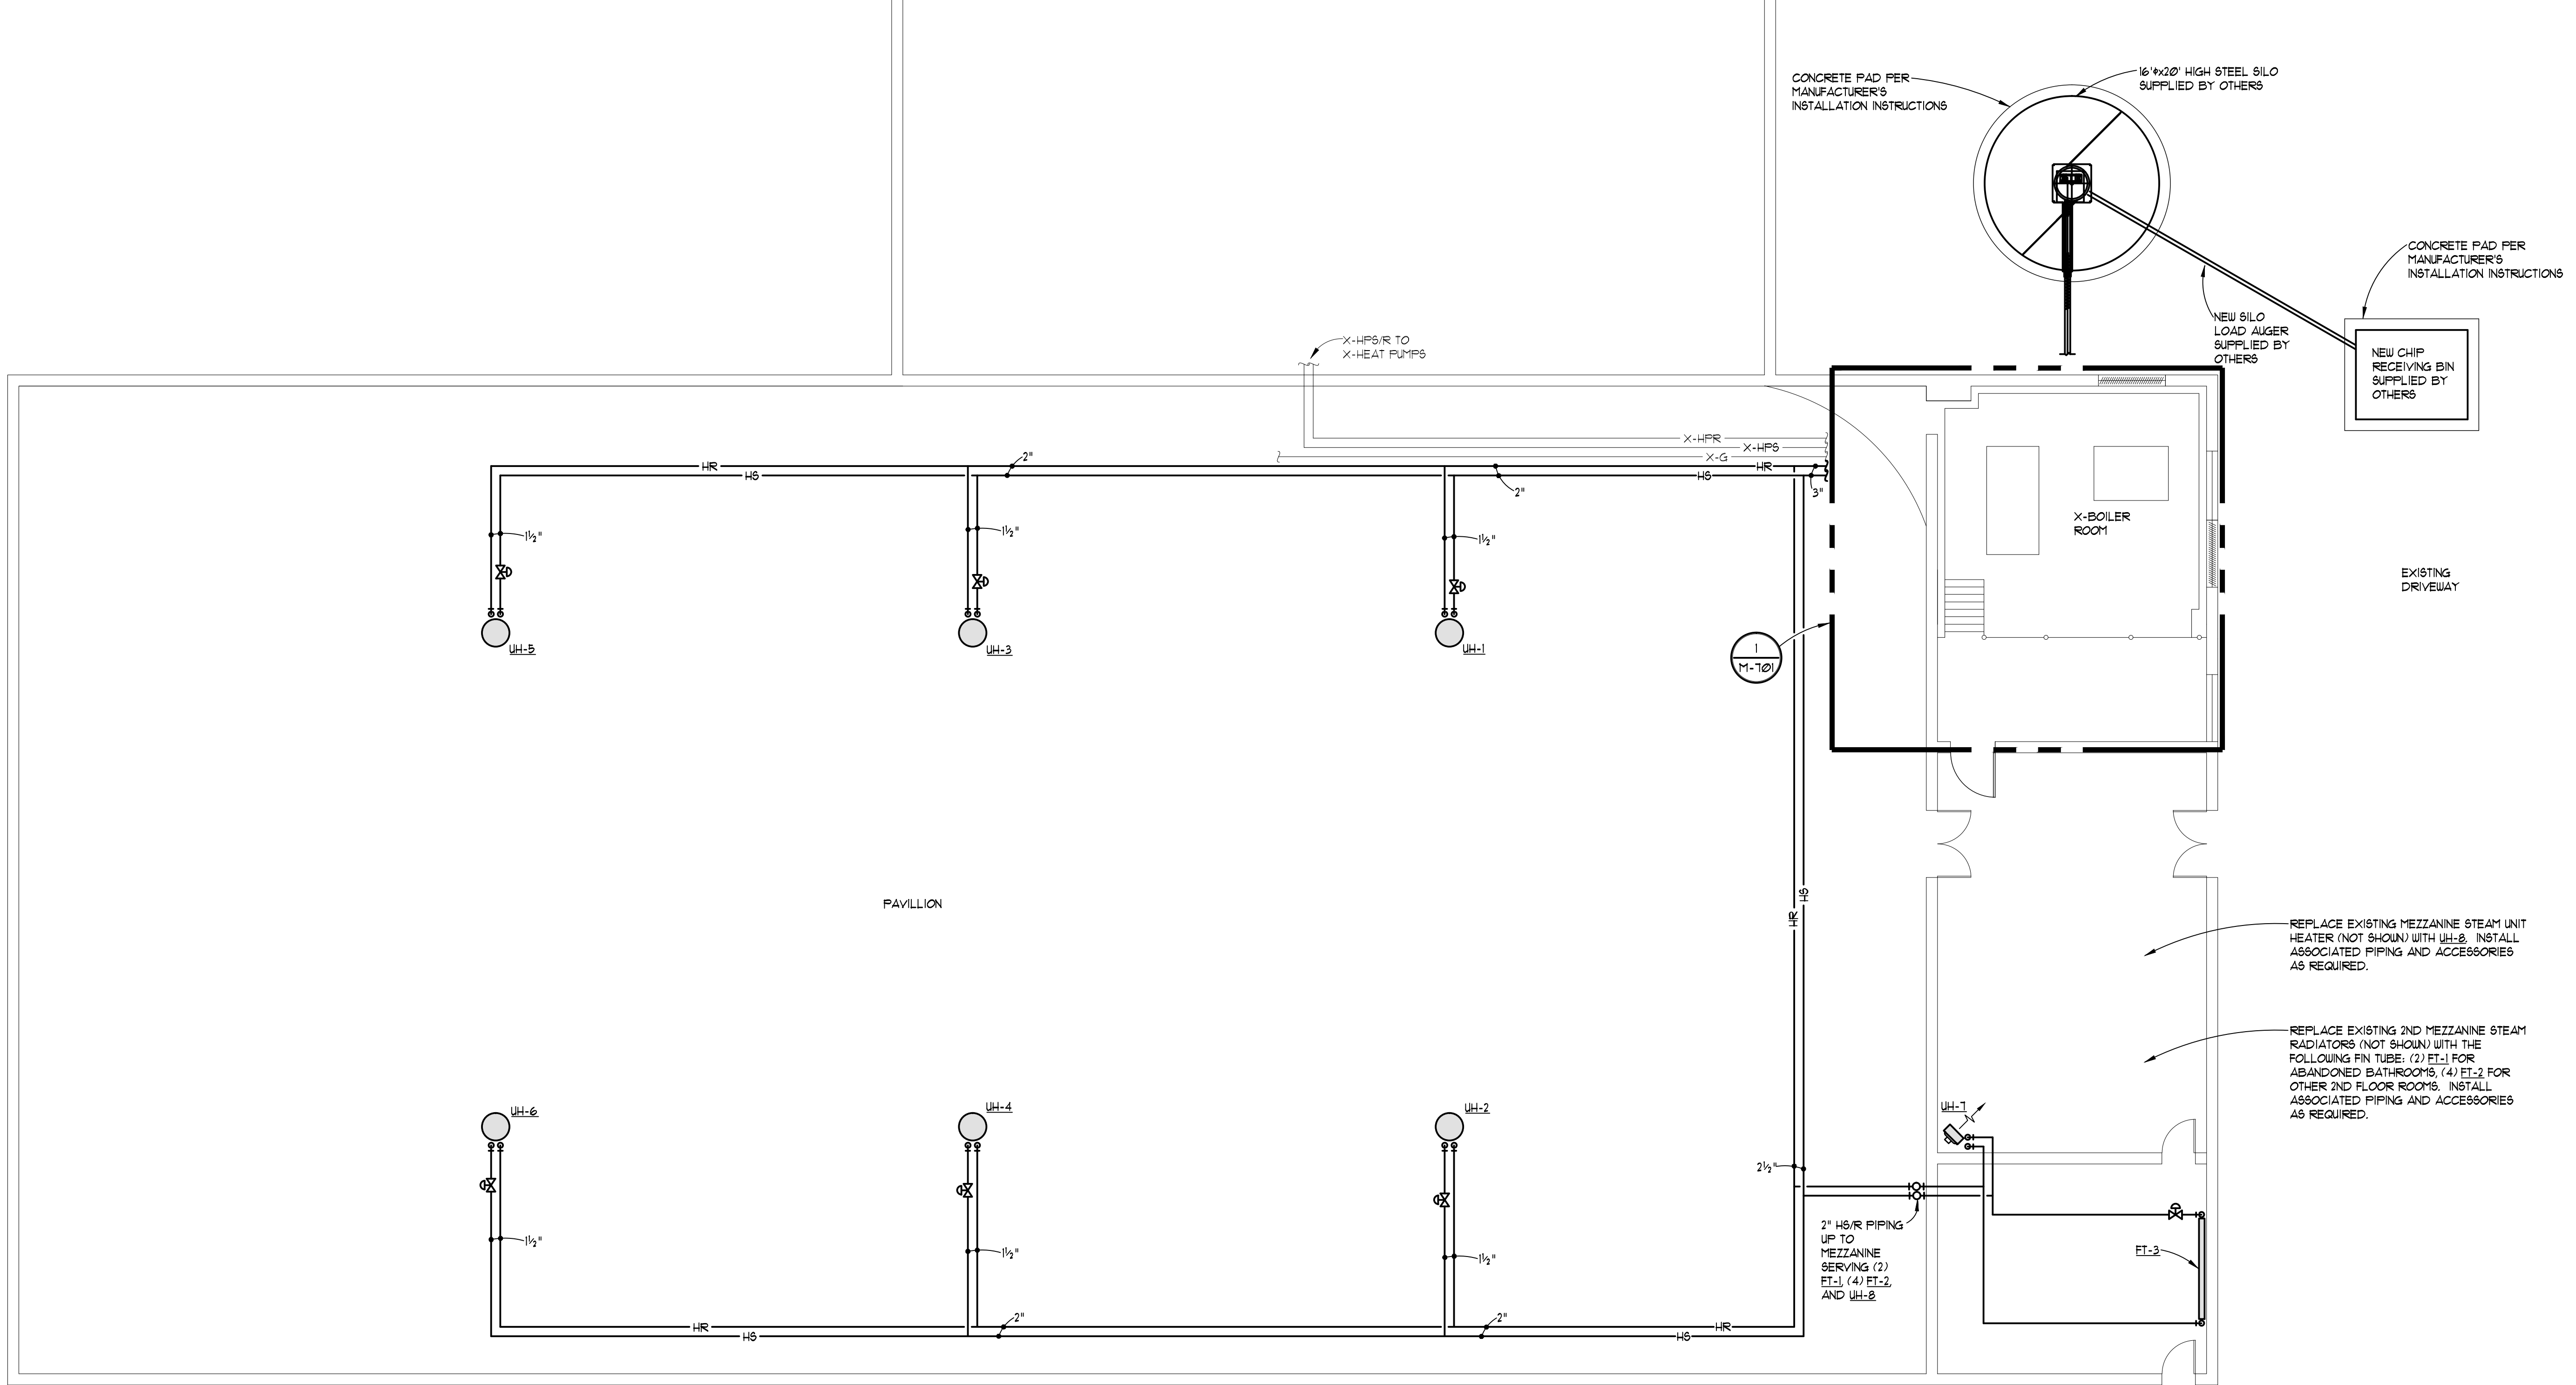 CONCRETE PAD PER
MANUFACTURER'S
INSTALLATION INSTRUCTIONS
16'φx20' HIGH STEEL SILO
SUPPLIED BY OTHERS
CONCRETE PAD PER
MANUFACTURER'S
INSTALLATION INSTRUCTIONS
NEW SILO
LOAD AUGER
SUPPLIED BY
OTHERS
NEW CHIP
RECEIVING BIN
SUPPLIED BY
OTHERS
X-HPS/R TO
X-HEAT PUMPS
X-HPR
X-HPS
X-G
HR
HS
2"
2"
HR
HS
3"
1½"
1½"
1½"
X-BOILER
ROOM
EXISTING
DRIVEWAY
UH-5
UH-3
UH-1
1
M-701
PAVILLION
HR
HS
REPLACE EXISTING MEZZANINE STEAM UNIT
HEATER (NOT SHOWN) WITH UH-8. INSTALL
ASSOCIATED PIPING AND ACCESSORIES
AS REQUIRED.
REPLACE EXISTING 2ND MEZZANINE STEAM
RADIATORS (NOT SHOWN) WITH THE
FOLLOWING FIN TUBE: (2) FT-1 FOR
ABANDONED BATHROOMS, (4) FT-2 FOR
OTHER 2ND FLOOR ROOMS. INSTALL
ASSOCIATED PIPING AND ACCESSORIES
AS REQUIRED.
UH-6
UH-4
UH-2
UH-7
2½"
2" HS/R PIPING
UP TO
MEZZANINE
SERVING (2)
FT-1, (4) FT-2,
AND UH-8
FT-3
1½"
1½"
1½"
HR
HS
2"
2"
HR
HS